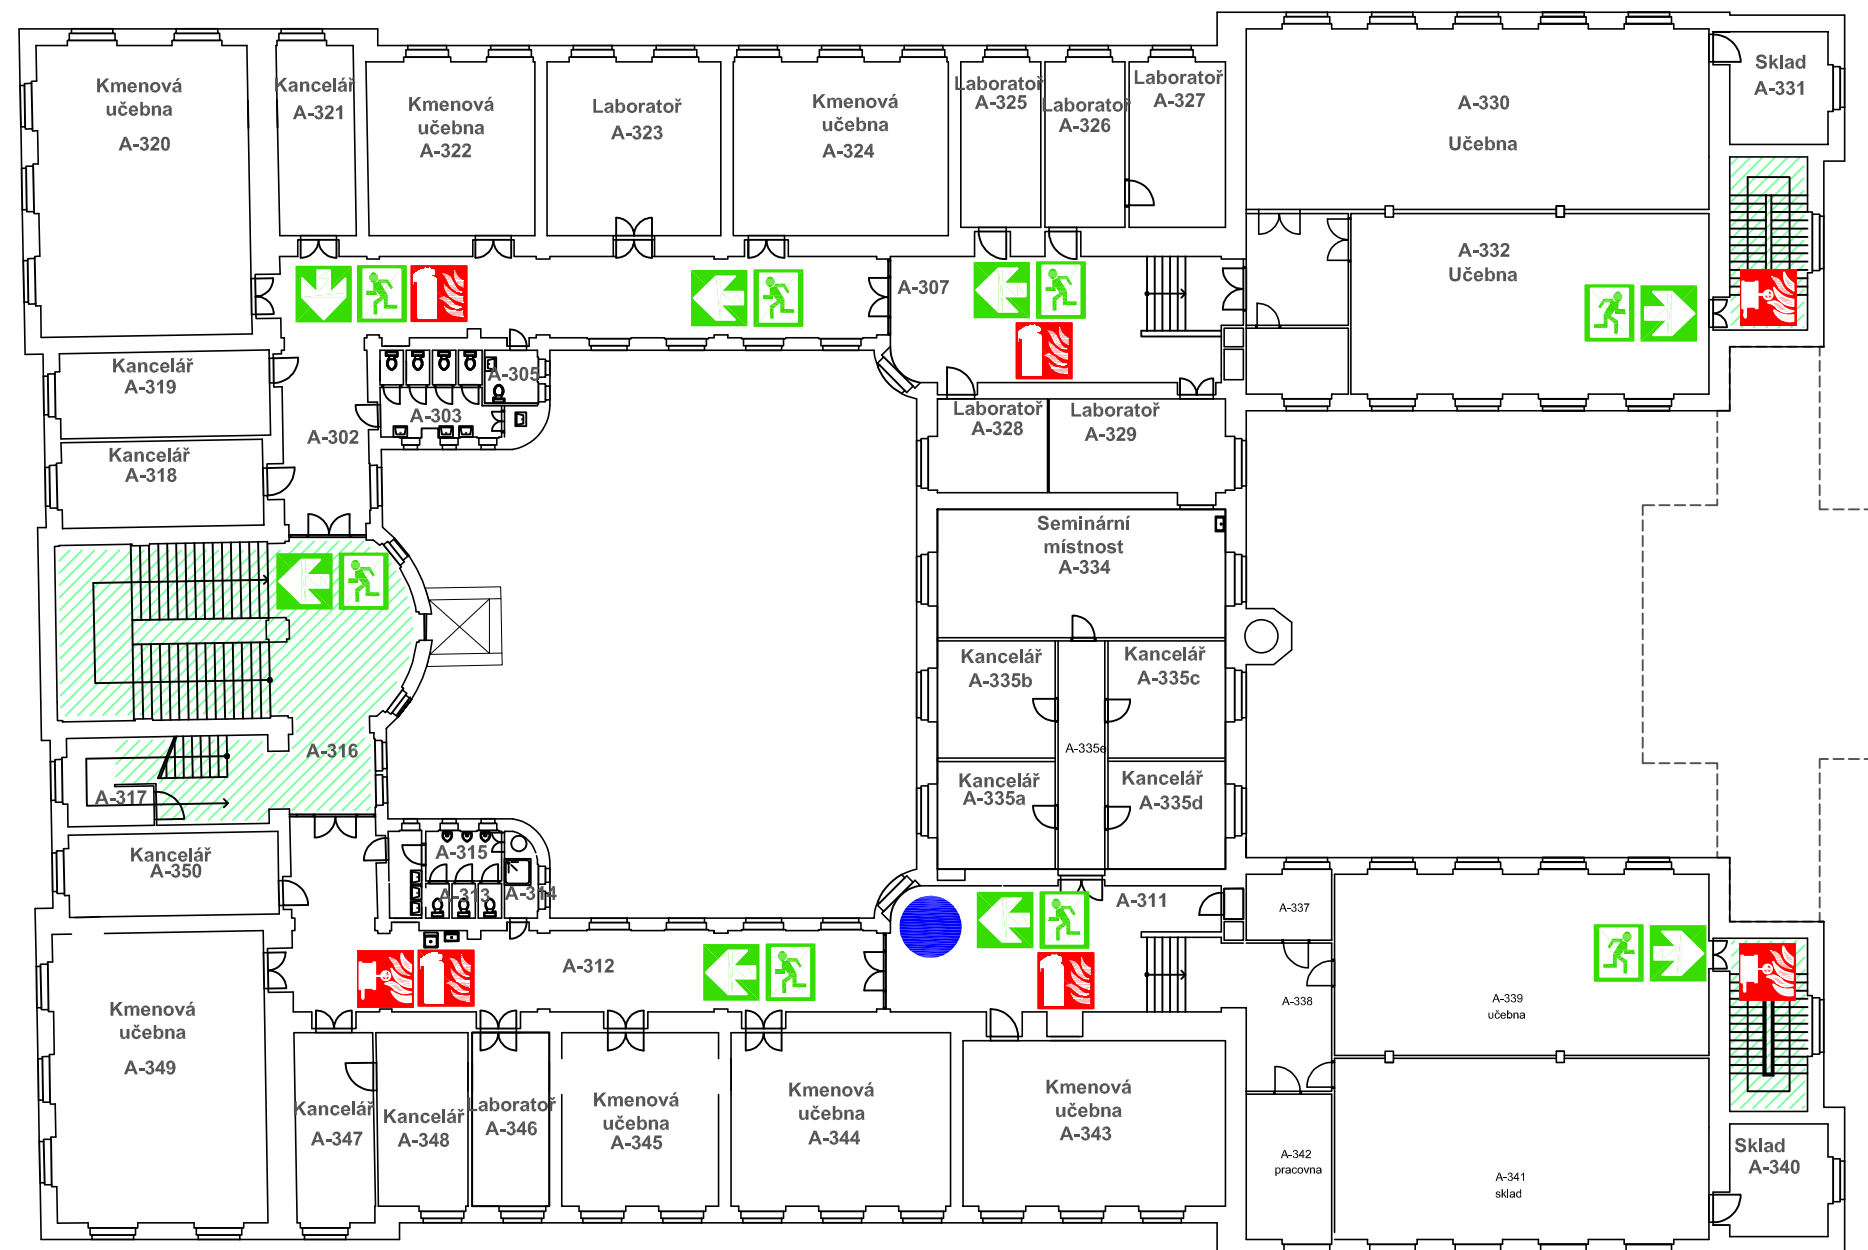 Kmenová
učebna
A-320
Kancelář
A-321
Kmenová
učebna
A-322
Laboratoř
A-323
Kmenová
učebna
A-324
Laboratoř
A-325
Laboratoř
A-326
Laboratoř
A-327
A-330
Učebna
Sklad
A-331
A-332
Učebna
A-307
Kancelář
A-319
A-305
A-303
A-302
Kancelář
A-318
Laboratoř
A-328
Laboratoř
A-329
Seminární
místnost
A-334
Kancelář
A-335b
Kancelář
A-335c
A-335e
Kancelář
A-335a
Kancelář
A-335d
A-316
A-317
Kancelář
A-350
A-315
A-313
A-314
A-311
A-337
A-312
A-338
A-339
učebna
Kmenová
učebna
A-349
Kancelář
A-347
Kancelář
A-348
Laboratoř
A-346
Kmenová
učebna
A-345
Kmenová
učebna
A-344
Kmenová
učebna
A-343
A-342
pracovna
A-341
sklad
Sklad
A-340